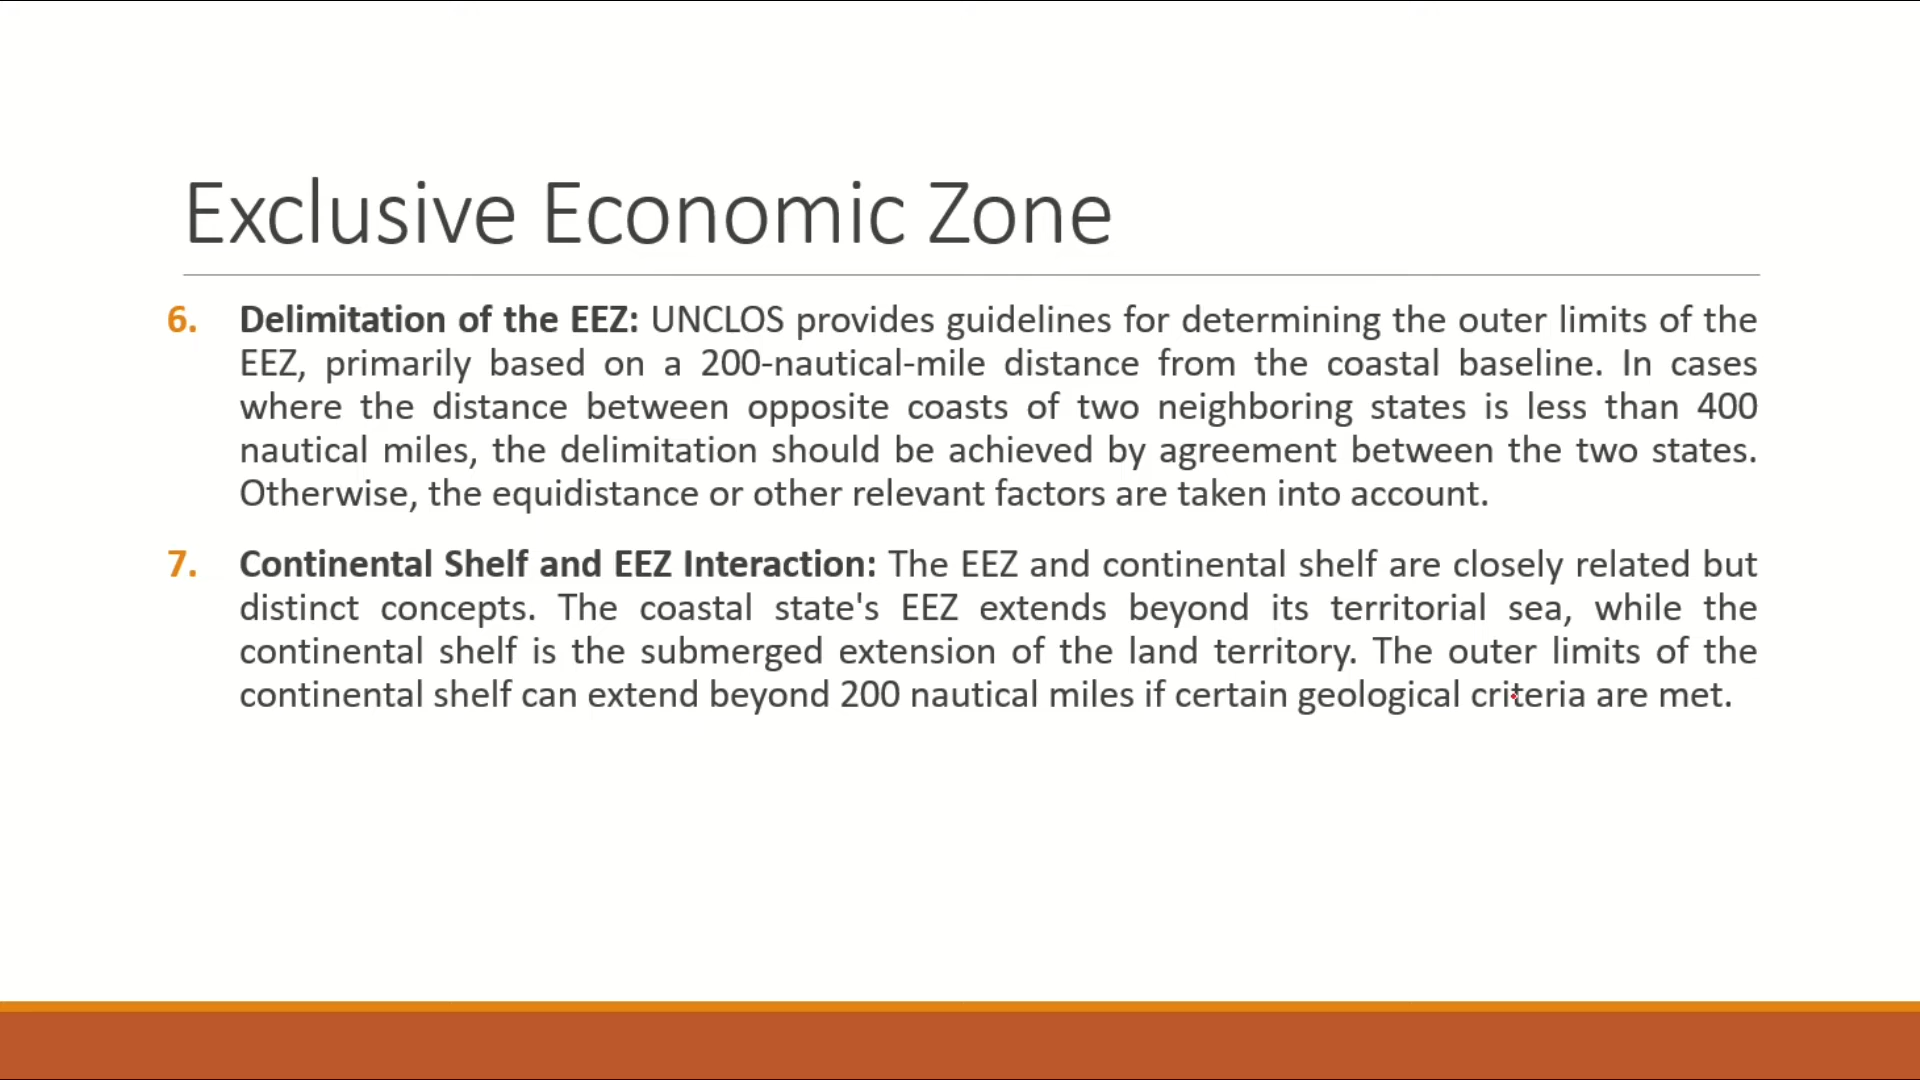 Exclusive Economic Zone
6. Delimitation of the EEZ: UNCLOS provides guidelines for determining the outer limits of the
EEZ, primarily based on a 200-nautical-mile distance from the coastal baseline. In cases
where the distance between opposite coasts of two neighboring states is less than 400
nautical miles, the delimitation should be achieved by agreement between the two states.
Otherwise, the equidistance or other relevant factors are taken into account.
7. Continental Shelf and EEZ Interaction: The EEZ and continental shelf are closely related but
distinct concepts. The coastal state's EEZ extends beyond its territorial sea, while the
continental shelf is the submerged extension of the land territory. The outer limits of the
continental shelf can extend beyond 200 nautical miles if certain geological criteria are met.